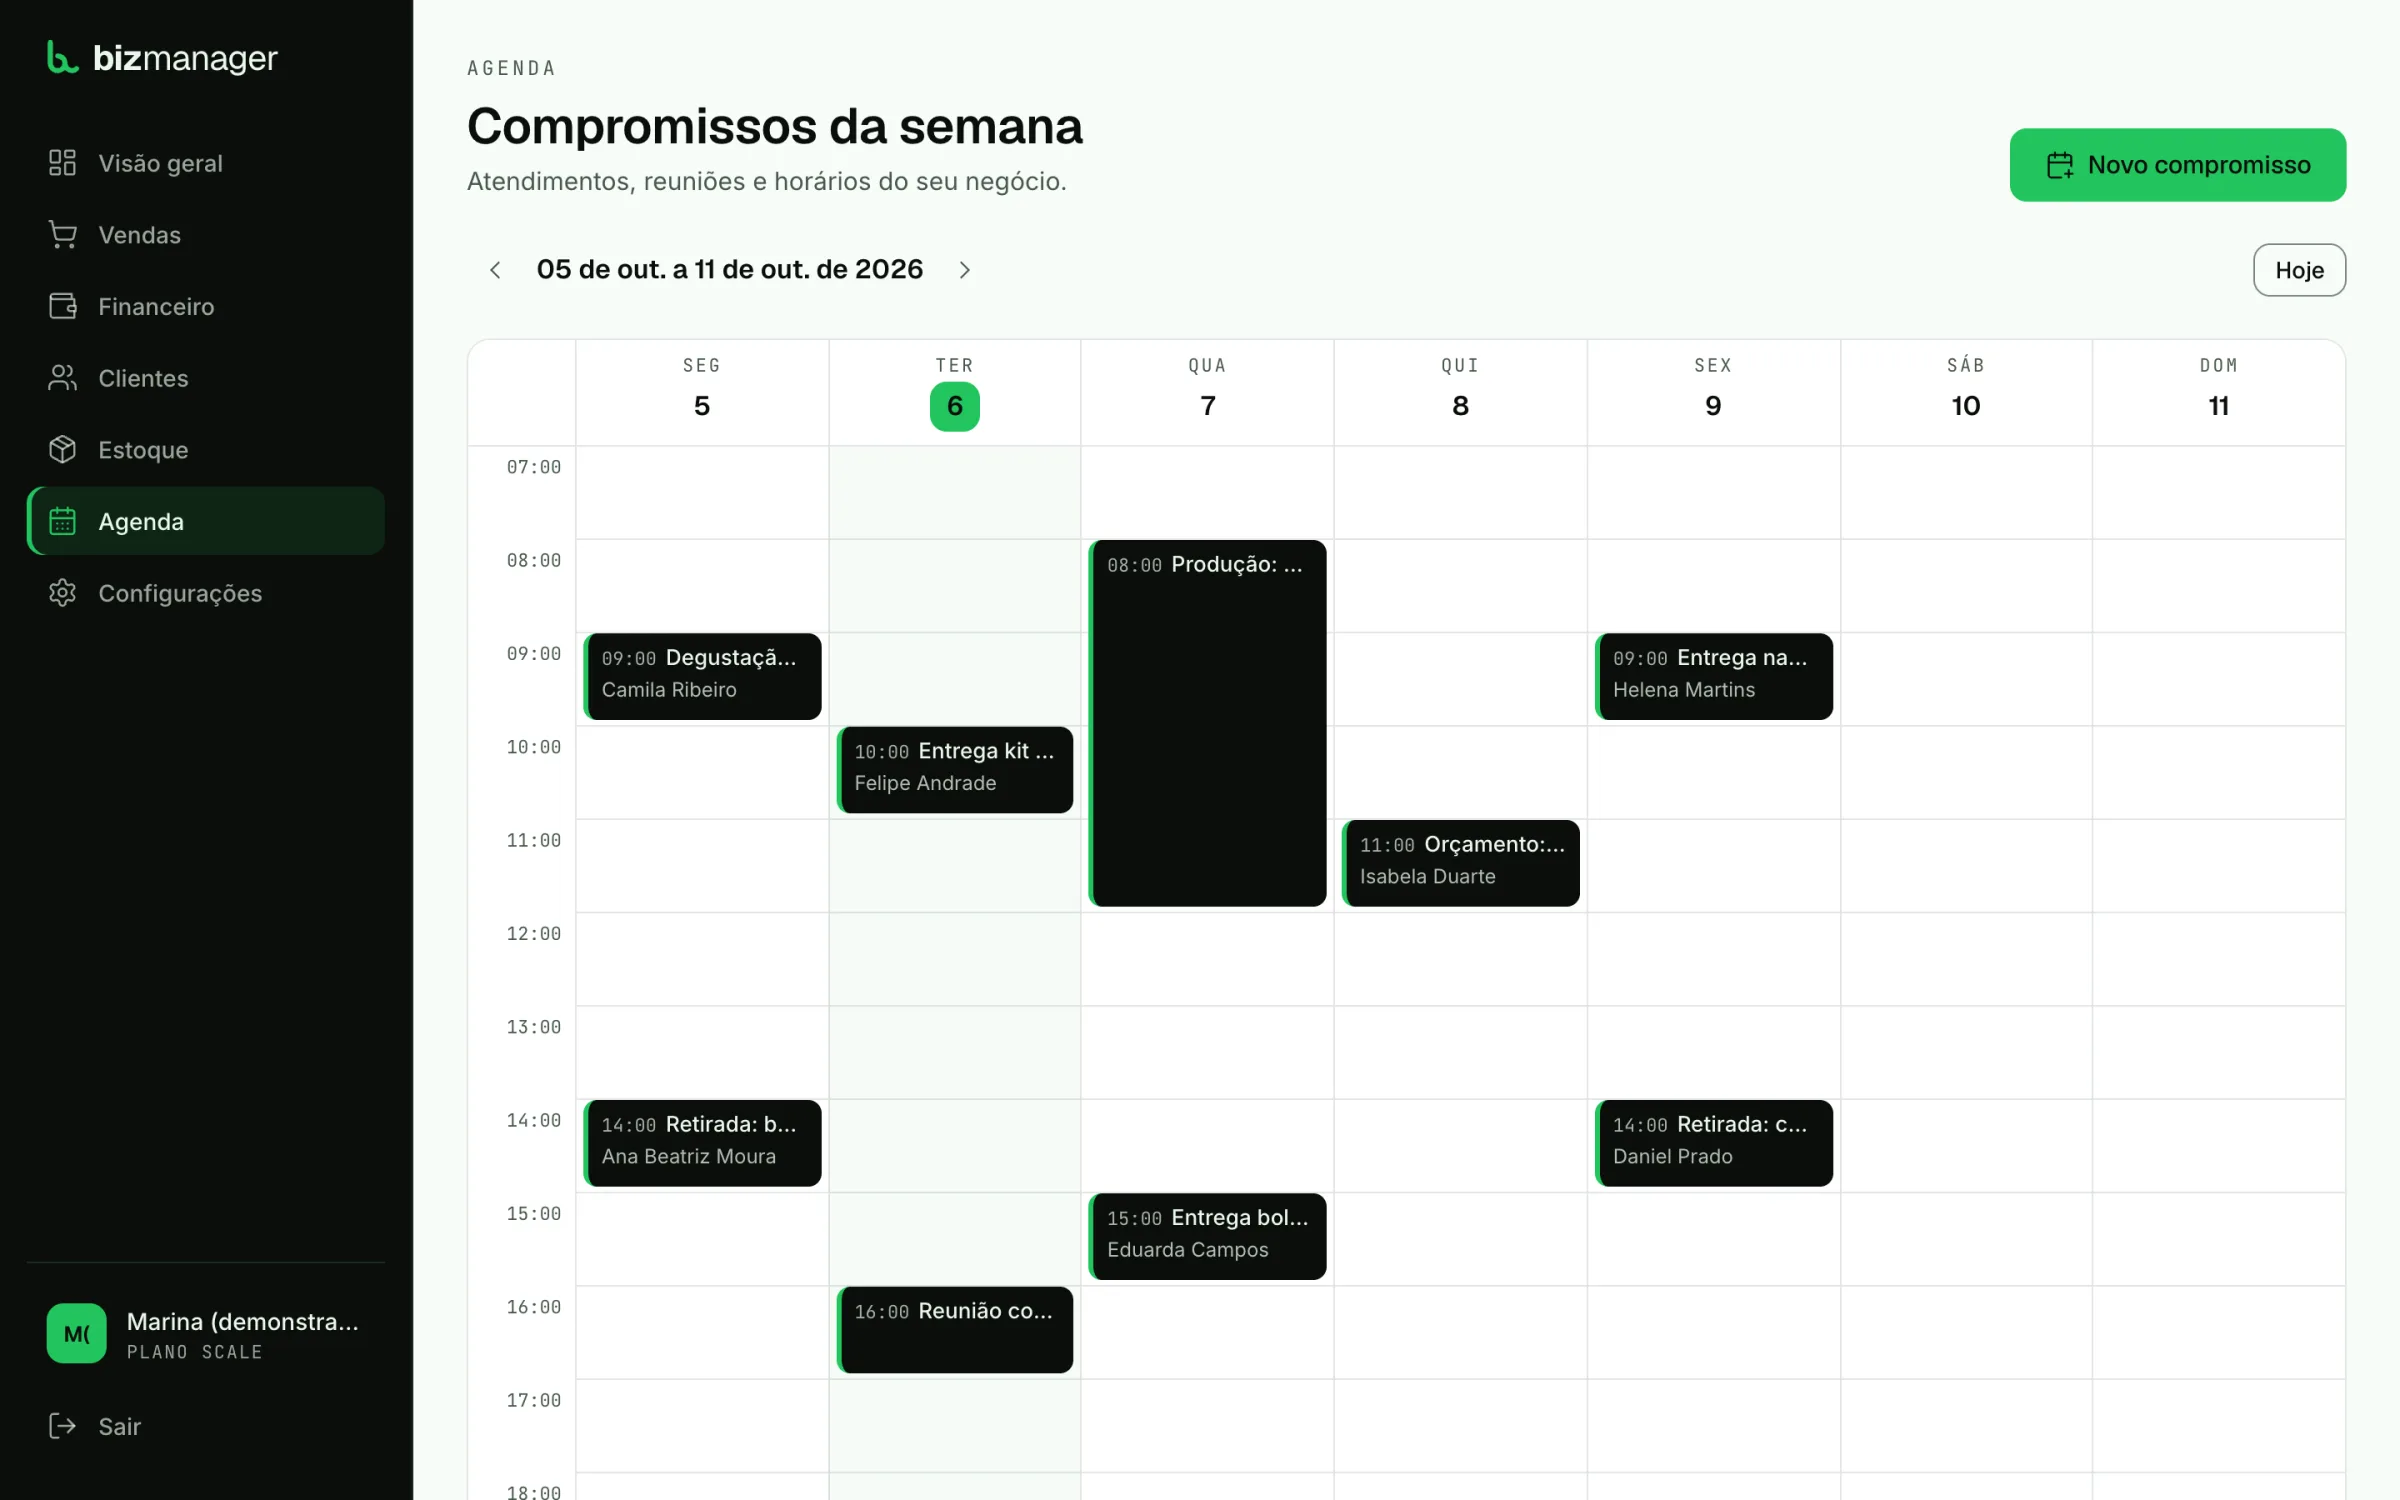 bizmanager
Visão geral
Vendas
Financeiro
Clientes
Estoque
Agenda
Configurações
Marina (demonstra...
M(
PLANO SCALE
Sair
AGENDA
Compromissos da semana
Atendimentos, reuniões e horários do seu negócio.
Novo compromisso
05 de out. a 11 de out. de 2026
Hoje
SEG TER QUA QUI SEX SÁB DOM
5 6 7 8 9 10 11
07:00
08:00
08:00 Produção: ...
09:00
09:00 Degustaçã...
Camila Ribeiro
09:00 Entrega na...
Helena Martins
10:00
10:00 Entrega kit ...
Felipe Andrade
11:00
11:00 Orçamento:...
Isabela Duarte
12:00
13:00
14:00
14:00 Retirada: b...
Ana Beatriz Moura
14:00 Retirada: c...
Daniel Prado
15:00
15:00 Entrega bol...
Eduarda Campos
16:00
16:00 Reunião co...
17:00
18:00